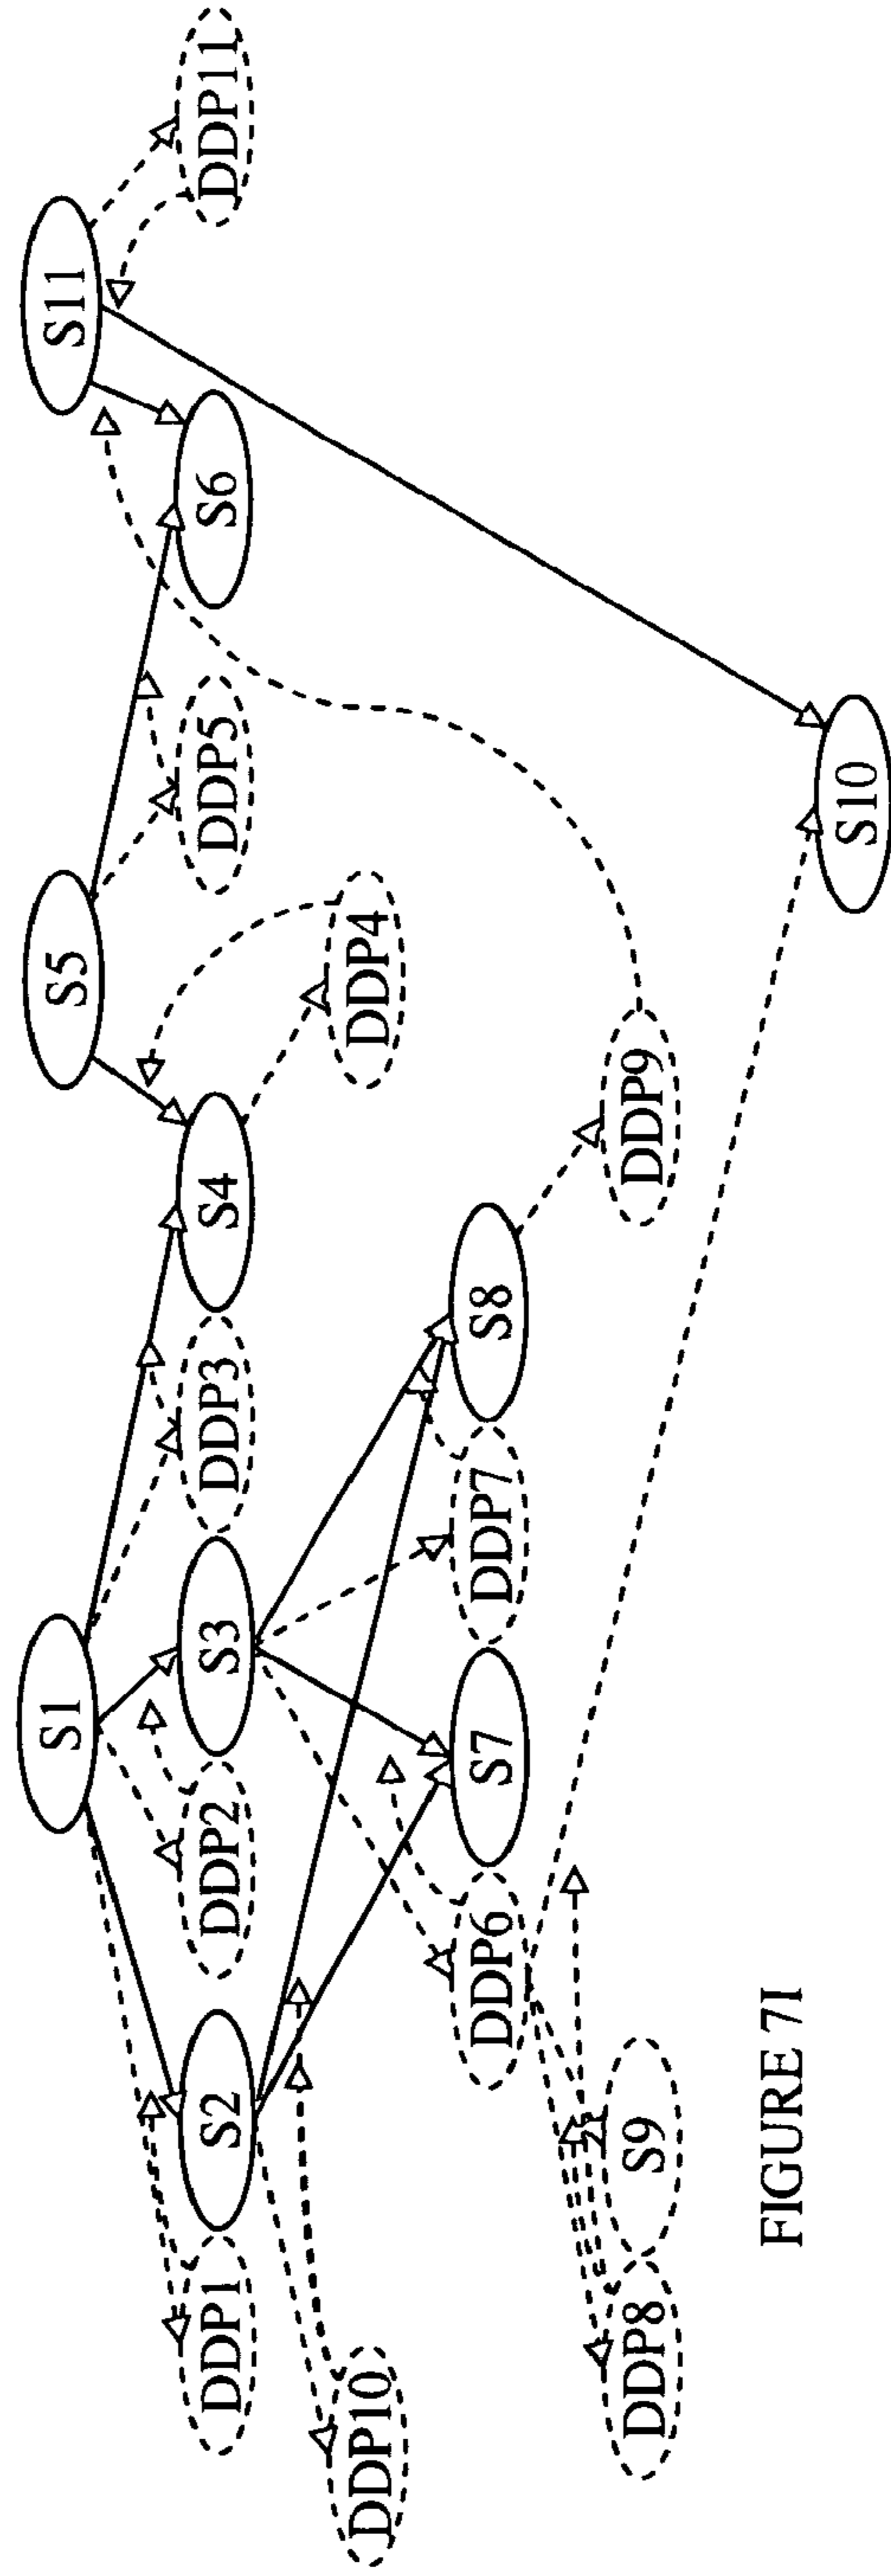 S1
S5
S11
DDP1
S2
DDP2
S3
DDP3
S4
DDP5
S6
DDP11
DDP10
DDP4
DDP6
S7
DDP7
S8
DDP8
S9
DDP9
S10
FIGURE 7I